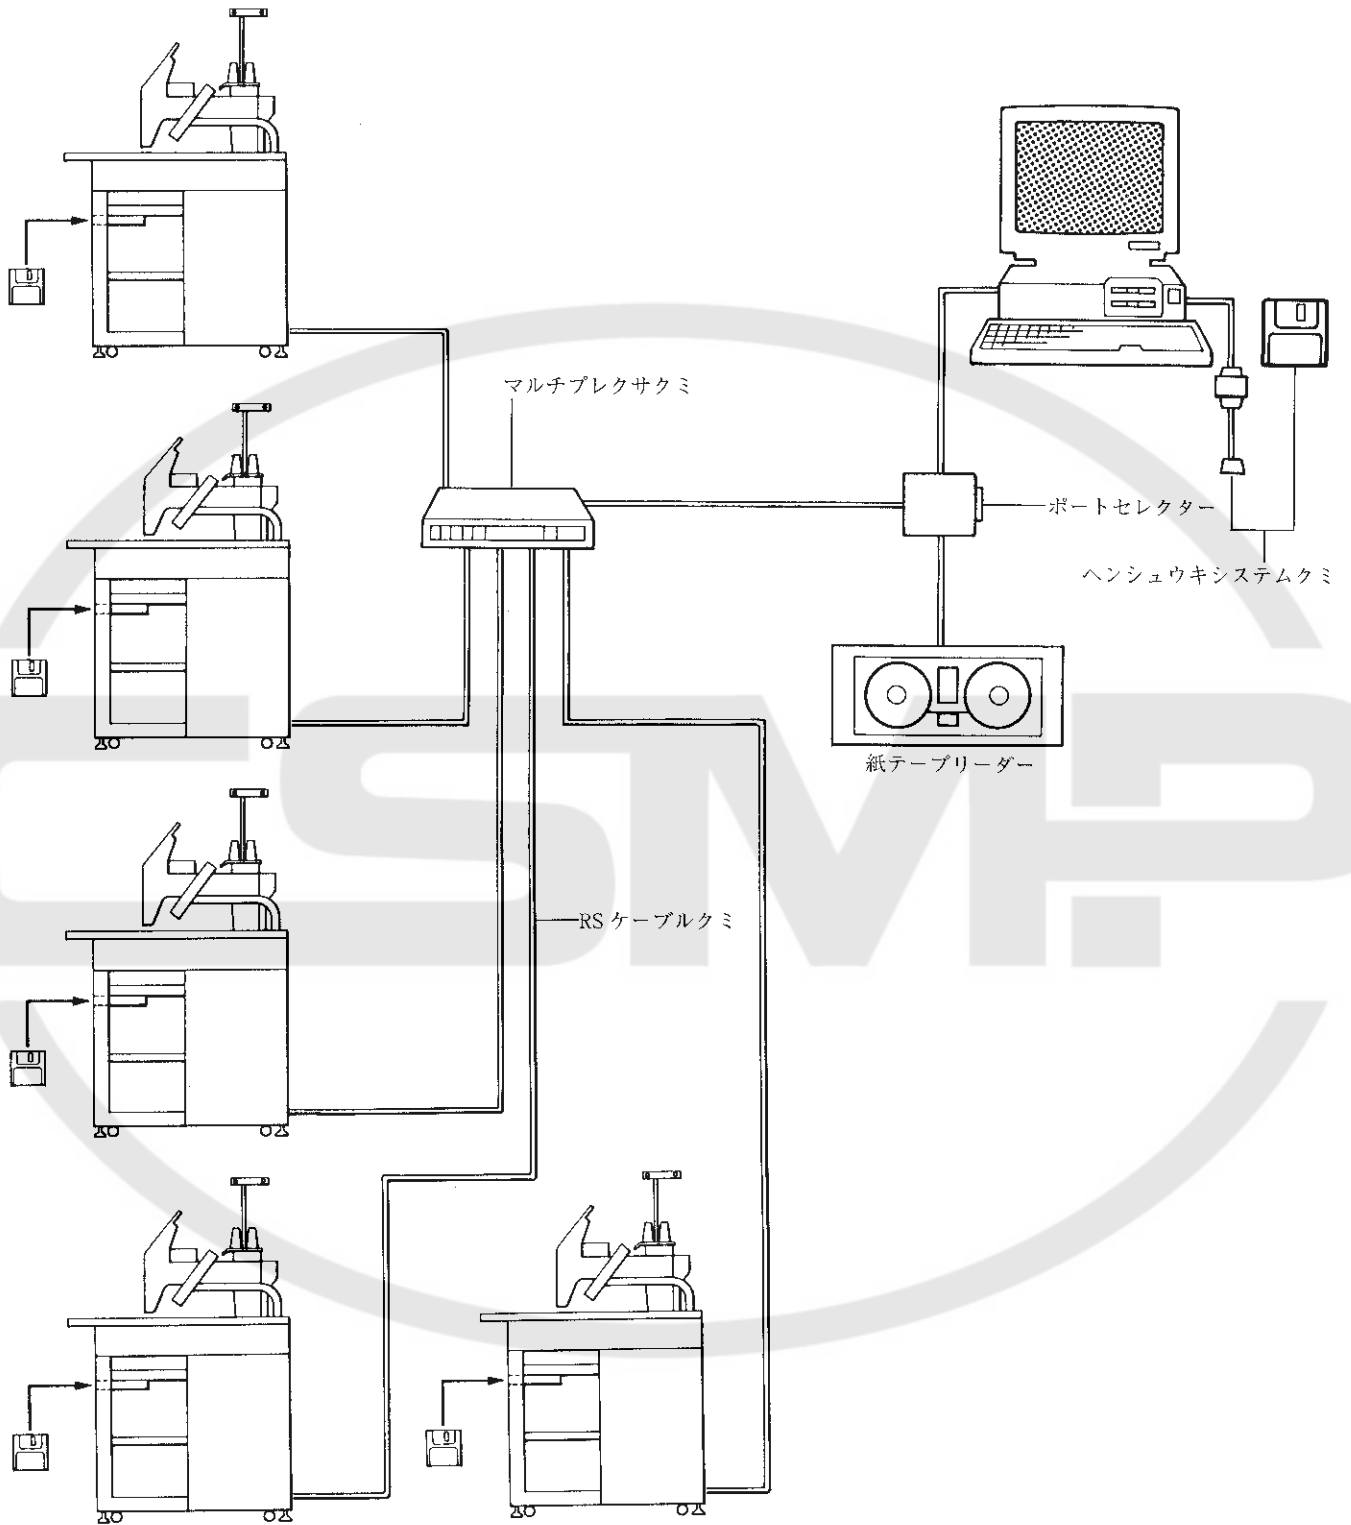 マルチプレクサクミ
ポートセレクター
ヘンシュウキシステムクミ
紙テープリーダー
RSケーブルクミ
CSMP